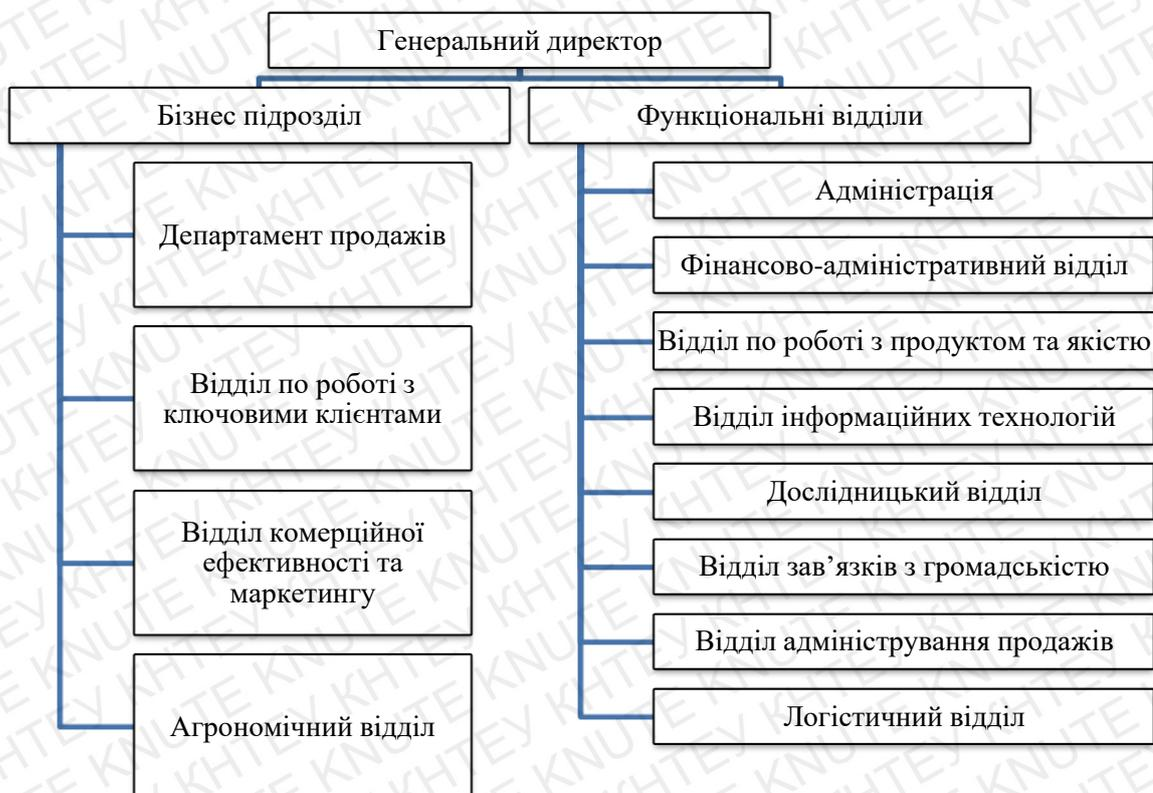 Генеральний директор
Бізнес підрозділ
Функціональні відділи
Департамент продажів
Відділ по роботі з
ключовими клієнтами
Відділ комерційної
ефективності та
маркетингу
Агрономічний відділ
Адміністрація
Фінансово-адміністративний відділ
Відділ по роботі з продуктом та якістю
Відділ інформаційних технологій
Дослідницький відділ
Відділ зав’язків з громадськістю
Відділ адміністрування продажів
Логістичний відділ